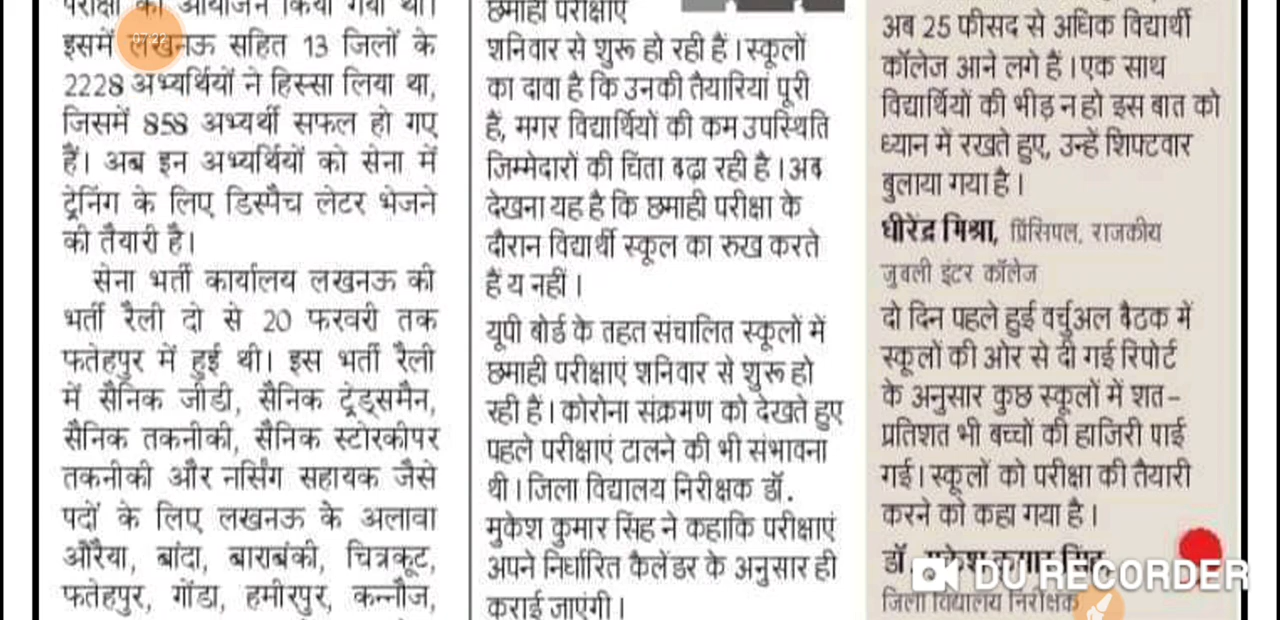 परीक्षा का आयोजन किया गया था।
इसमें लखनऊ सहित 13 जिलों के
2228 अभ्यर्थियों ने हिस्सा लिया था,
जिसमें 858 अभ्यर्थी सफल हो गए
हैं। अब इन अभ्यर्थियों को सेना में
ट्रेनिंग के लिए डिस्पैच लेटर भेजने
की तैयारी है।
सेना भर्ती कार्यालय लखनऊ की
भर्ती रैली दो से 20 फरवरी तक
फतेहपुर में हुई थी। इस भर्ती रैली
में सैनिक जीडी, सैनिक ट्रेड्समैन,
सैनिक तकनीकी, सैनिक स्टोरकीपर
तकनीकी और नर्सिंग सहायक जैसे
पदों के लिए लखनऊ के अलावा
औरैया, बांदा, बाराबंकी, चित्रकूट,
फतेहपुर, गोंडा, हमीरपुर, कन्नौज,
छमाही परीक्षाएं
शनिवार से शुरू हो रही हैं। स्कूलों
का दावा है कि उनकी तैयारियां पूरी
हैं, मगर विद्यार्थियों की कम उपस्थिति
जिम्मेदारों की चिंता बढ़ा रही है। अब
देखना यह है कि छमाही परीक्षा के
दौरान विद्यार्थी स्कूल का रुख करते
हैं य नहीं।
यूपी बोर्ड के तहत संचालित स्कूलों में
छमाही परीक्षाएं शनिवार से शुरू हो
रही हैं। कोरोना संक्रमण को देखते हुए
पहले परीक्षाएं टालने की भी संभावना
थी। जिला विद्यालय निरीक्षक डॉ.
मुकेश कुमार सिंह ने कहाकि परीक्षाएं
अपने निर्धारित कैलेंडर के अनुसार ही
कराई जाएंगी।
अब 25 फीसद से अधिक विद्यार्थी
कॉलेज आने लगे हैं। एक साथ
विद्यार्थियों की भीड़ न हो इस बात को
ध्यान में रखते हुए, उन्हें शिफ्टवार
बुलाया गया है।
धीरेंद्र मिश्रा, प्रिंसिपल, राजकीय
जुबली इंटर कॉलेज
दो दिन पहले हुई वर्चुअल बैठक में
स्कूलों की ओर से दी गई रिपोर्ट
के अनुसार कुछ स्कूलों में शत-
प्रतिशत भी बच्चों की हाजिरी पाई
गई। स्कूलों को परीक्षा की तैयारी
करने को कहा गया है।
डॉ. मुकेश कुमार सिंह
जिला विद्यालय निरीक्षक
07:22
DU RECORDER